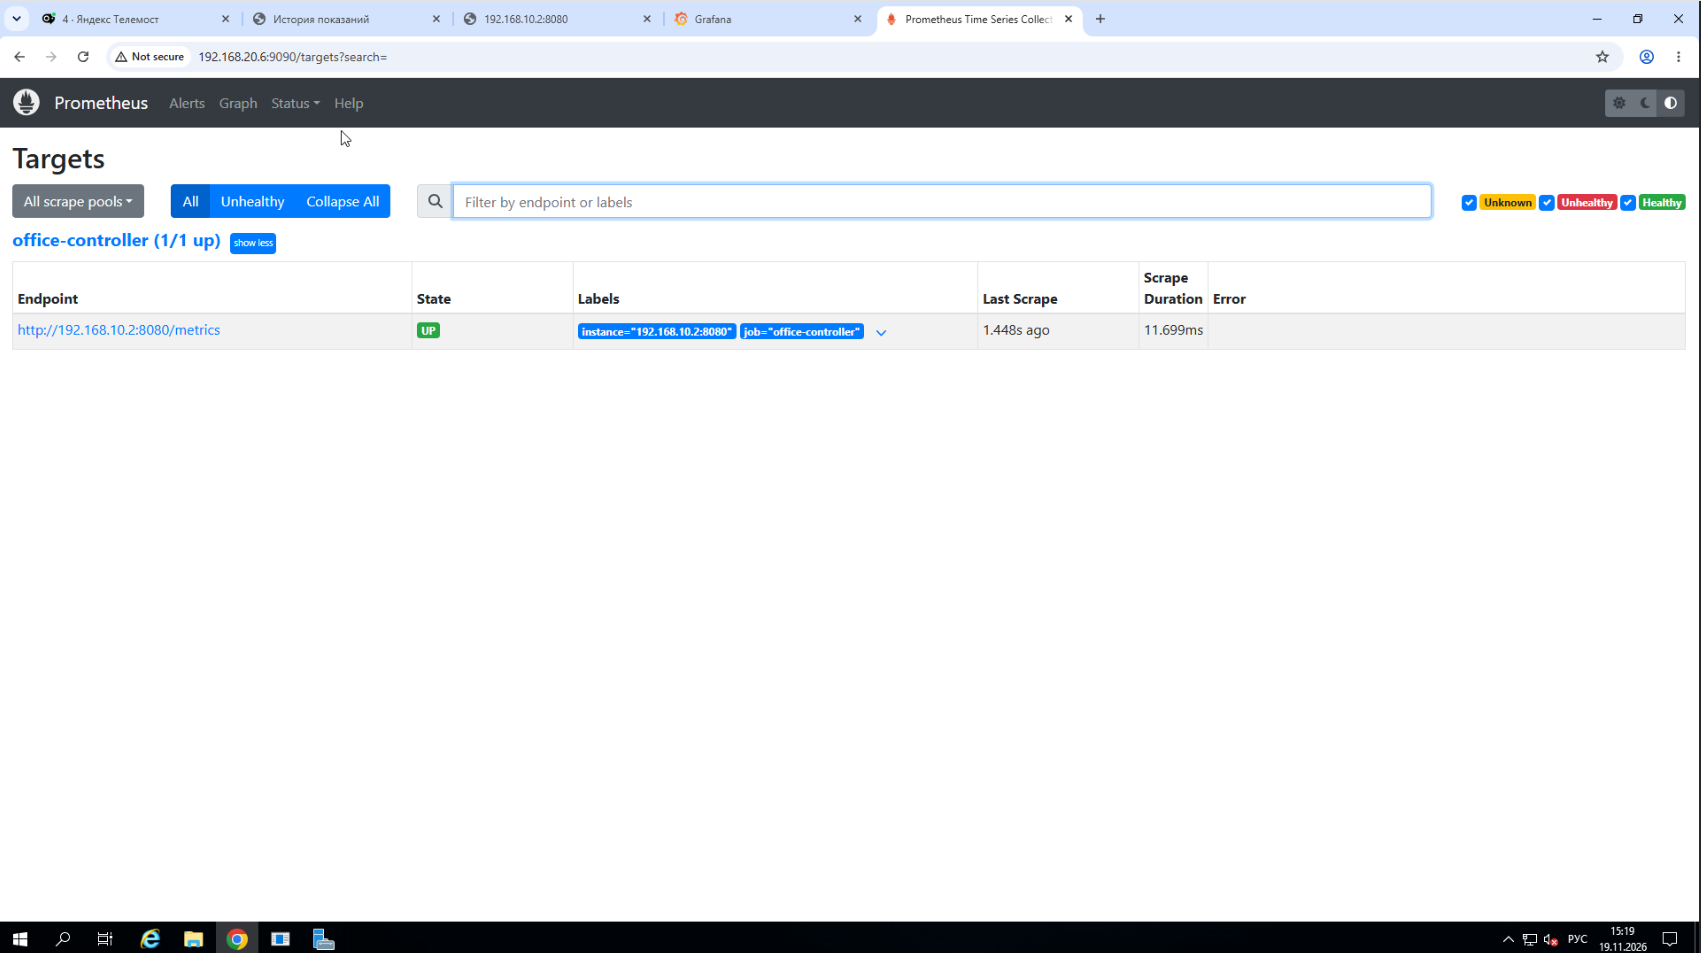 4 - Яндекс Телемост
История показаний
192.168.10.2:8080
Grafana
Prometheus Time Series Collect
Not secure
192.168.20.6:9090/targets?search=
Prometheus
Alerts
Graph
Status
Help
Targets
All scrape pools
All
Unhealthy
Collapse All
Filter by endpoint or labels
Unknown
Unhealthy
Healthy
office-controller (1/1 up)
show less
Endpoint
State
Labels
Last Scrape
Scrape
Duration
Error
http://192.168.10.2:8080/metrics
UP
instance="192.168.10.2:8080"
job="office-controller"
1.448s ago
11.699ms
РУС
15:19
19.11.2026